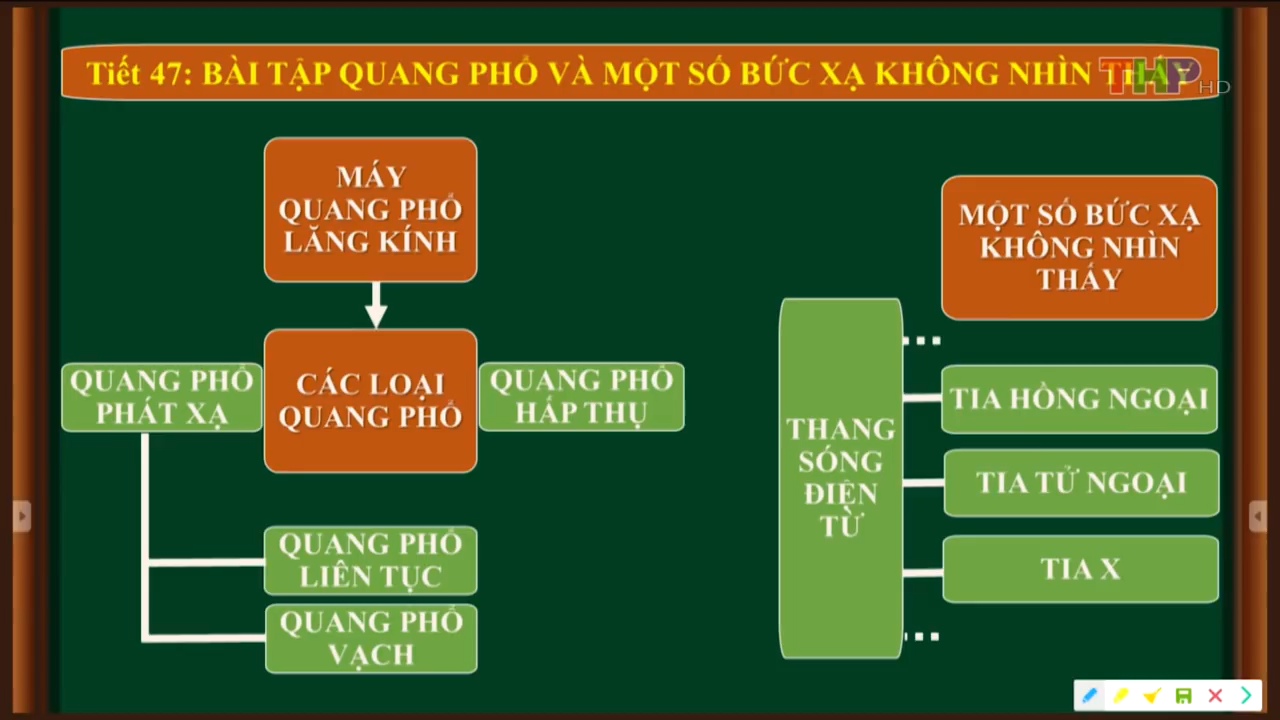 Tiết 47: BÀI TẬP QUANG PHỔ VÀ MỘT SỐ BỨC XẠ KHÔNG NHÌN THẤY
THP HD
MÁY
QUANG PHỔ
LĂNG KÍNH
MỘT SỐ BỨC XẠ
KHÔNG NHÌN
THẤY
QUANG PHỔ
PHÁT XẠ
CÁC LOẠI
QUANG PHỔ
QUANG PHỔ
HẤP THỤ
THANG
SÓNG
ĐIỆN
TỪ
...
TIA HỒNG NGOẠI
TIA TỬ NGOẠI
TIA X
...
QUANG PHỔ
LIÊN TỤC
QUANG PHỔ
VẠCH